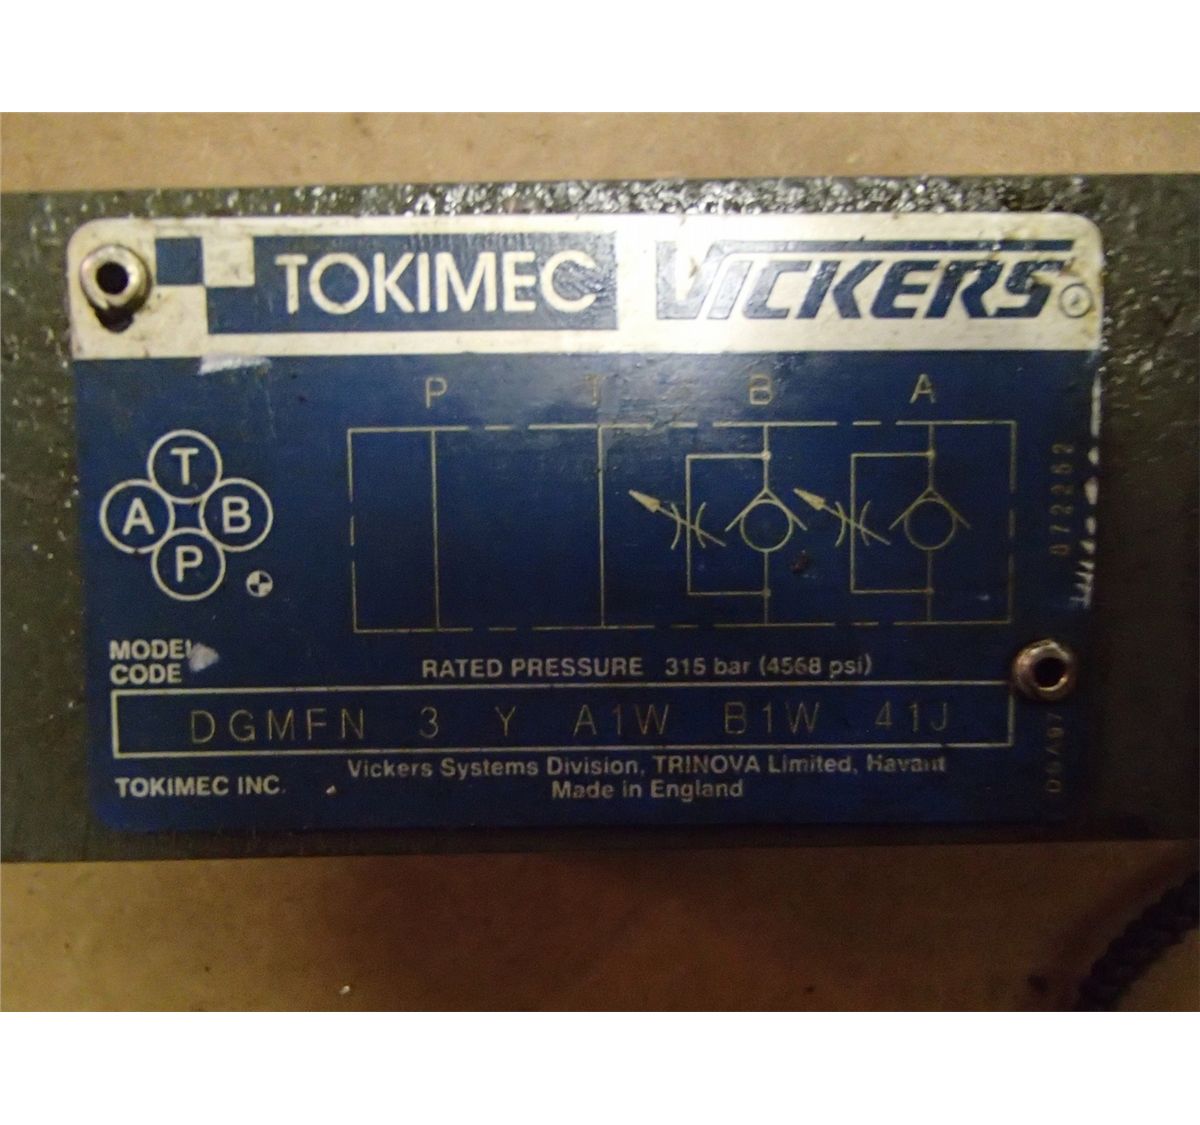 TOKIMEC VICKERS
P T B A
T
A B
P
072252
MODEL
CODE
RATED PRESSURE 315 bar (4568 psi)
DGMFN 3 Y A1W B1W 41J
Vickers Systems Division, TRINOVA Limited, Havant
TOKIMEC INC.
Made in England